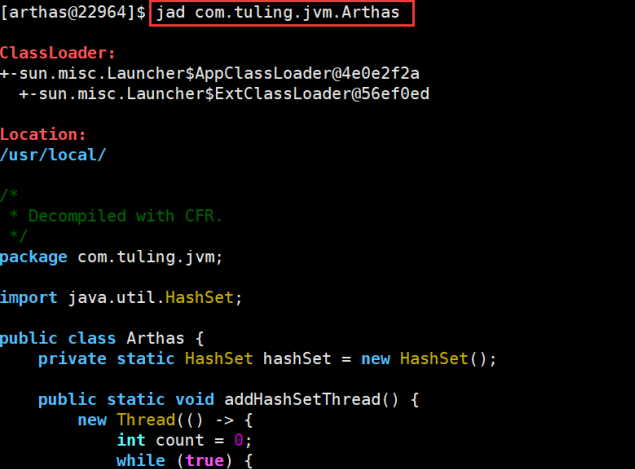 [arthas@22964]$ jad com.tuling.jvm.Arthas
ClassLoader:
+-sun.misc.Launcher$AppClassLoader@4e0e2f2a
  +-sun.misc.Launcher$ExtClassLoader@56ef0ed
Location:
/usr/local/
/*
 * Decompiled with CFR.
 */
package com.tuling.jvm;
import java.util.HashSet;
public class Arthas {
    private static HashSet hashSet = new HashSet();
    public static void addHashSetThread() {
        new Thread(() -> {
            int count = 0;
            while (true) {